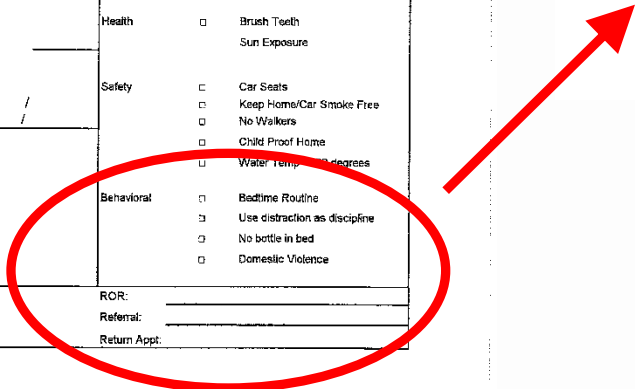 Health □ Brush Teeth
Sun Exposure
/
/
Safety □ Car Seats
□ Keep Home/Car Smoke Free
□ No Walkers
□ Child Proof Home
□ Water Temp degrees
Behavioral □ Bedtime Routine
□ Use distraction as discipline
□ No bottle in bed
□ Domestic Violence
ROR:
Referral:
Return Appt: